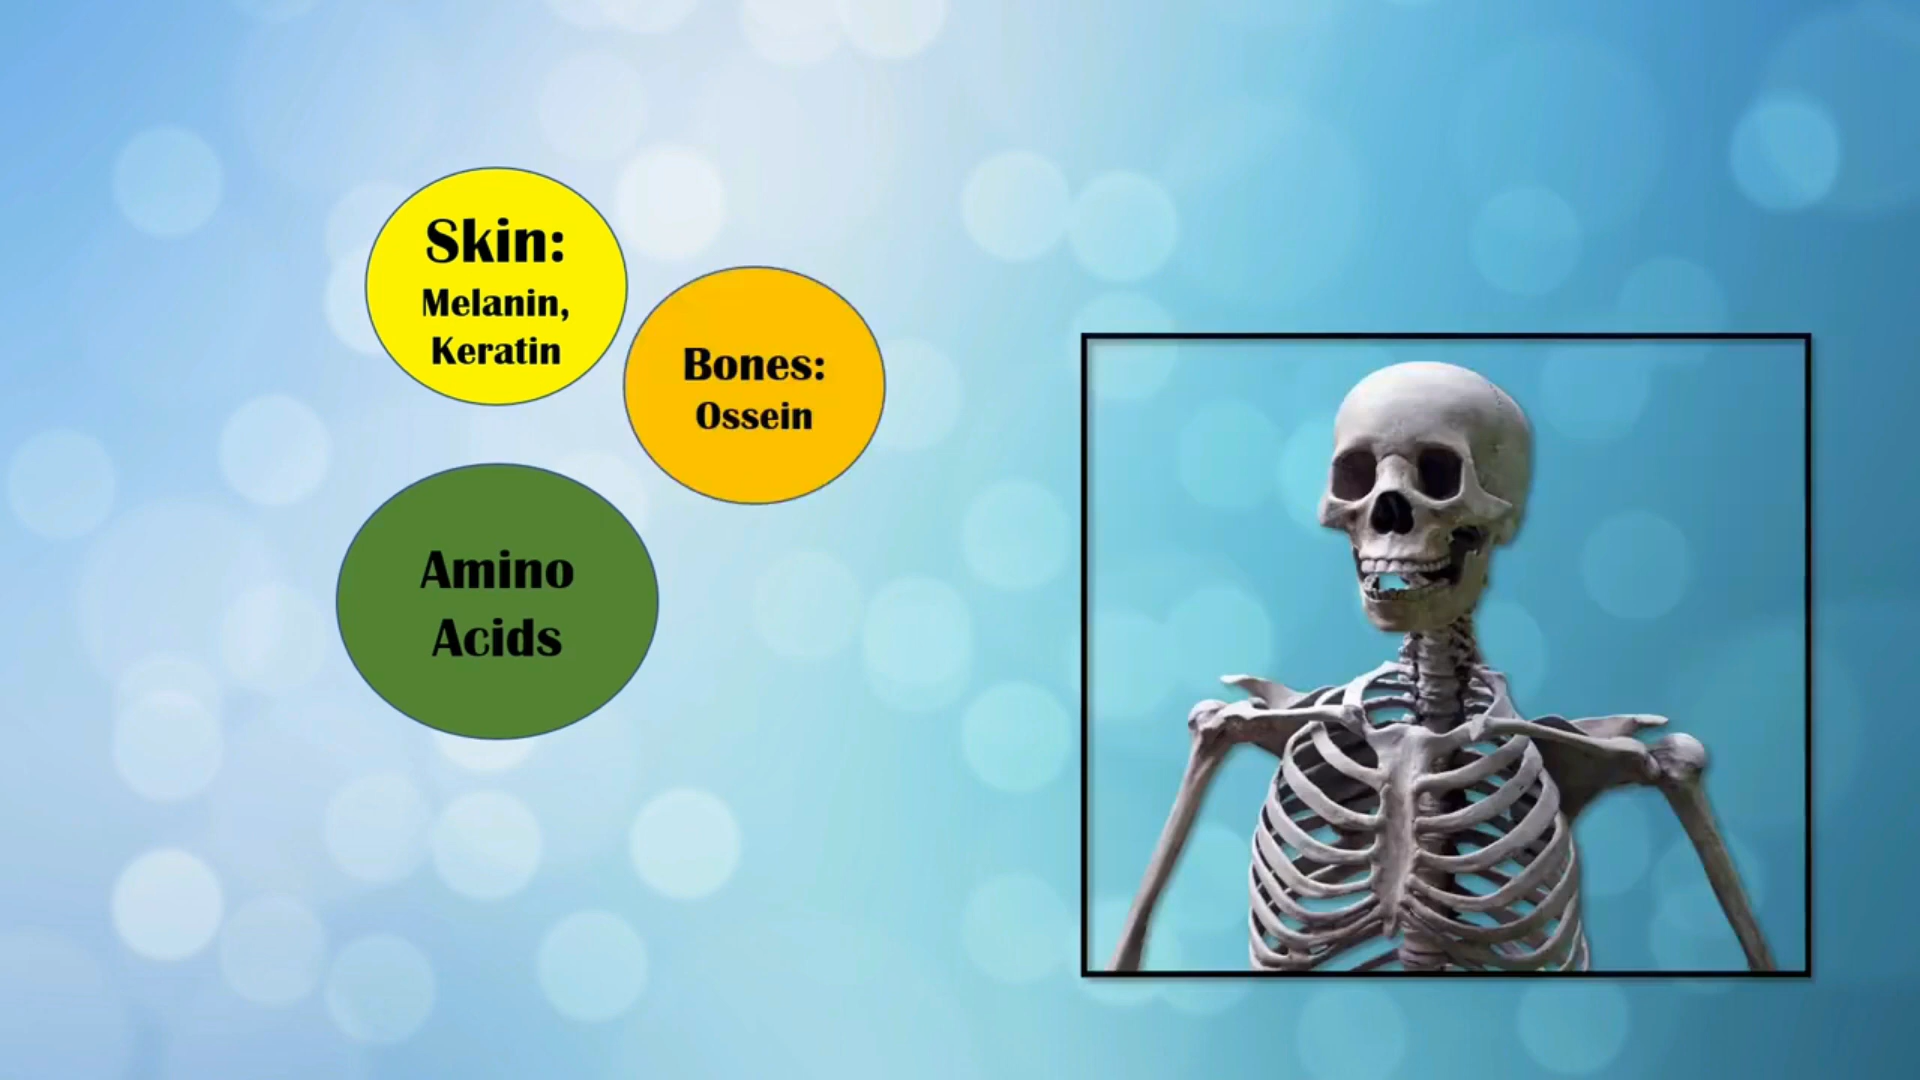 Skin:
Melanin,
Keratin
Bones:
Ossein
Amino
Acids